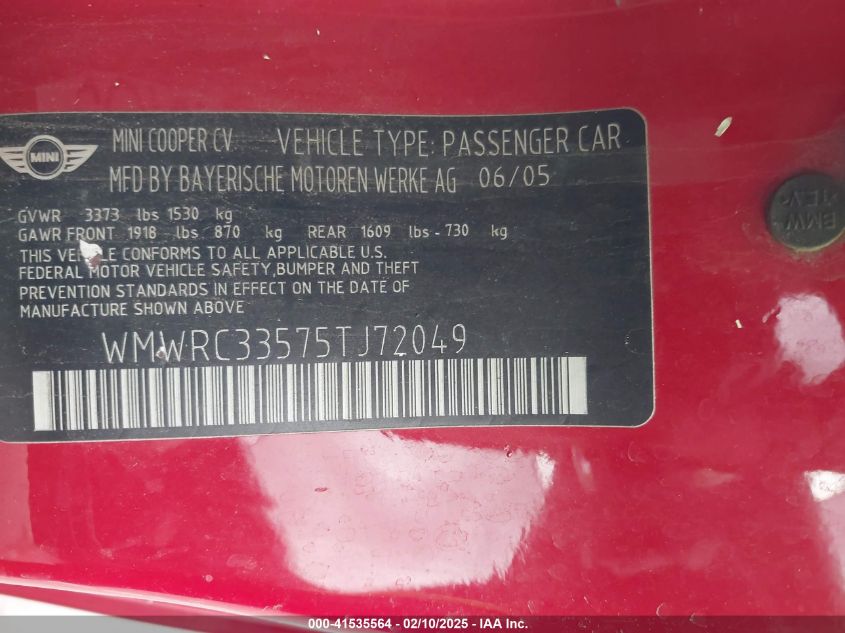 MINI
MINI COOPER CV VEHICLE TYPE: PASSENGER CAR
MFD BY BAYERISCHE MOTOREN WERKE AG 06/05
GVWR 3373 lbs 1530 kg
GAWR FRONT 1918 lbs 870 kg REAR 1609 lbs - 730 kg
THIS VEHICLE CONFORMS TO ALL APPLICABLE U.S.
FEDERAL MOTOR VEHICLE SAFETY,BUMPER AND THEFT
PREVENTION STANDARDS IN EFFECT ON THE DATE OF
MANUFACTURE SHOWN ABOVE
WMWRC33575TJ72049
BMW-
TEV
000-41535564 - 02/10/2025 - IAA Inc.